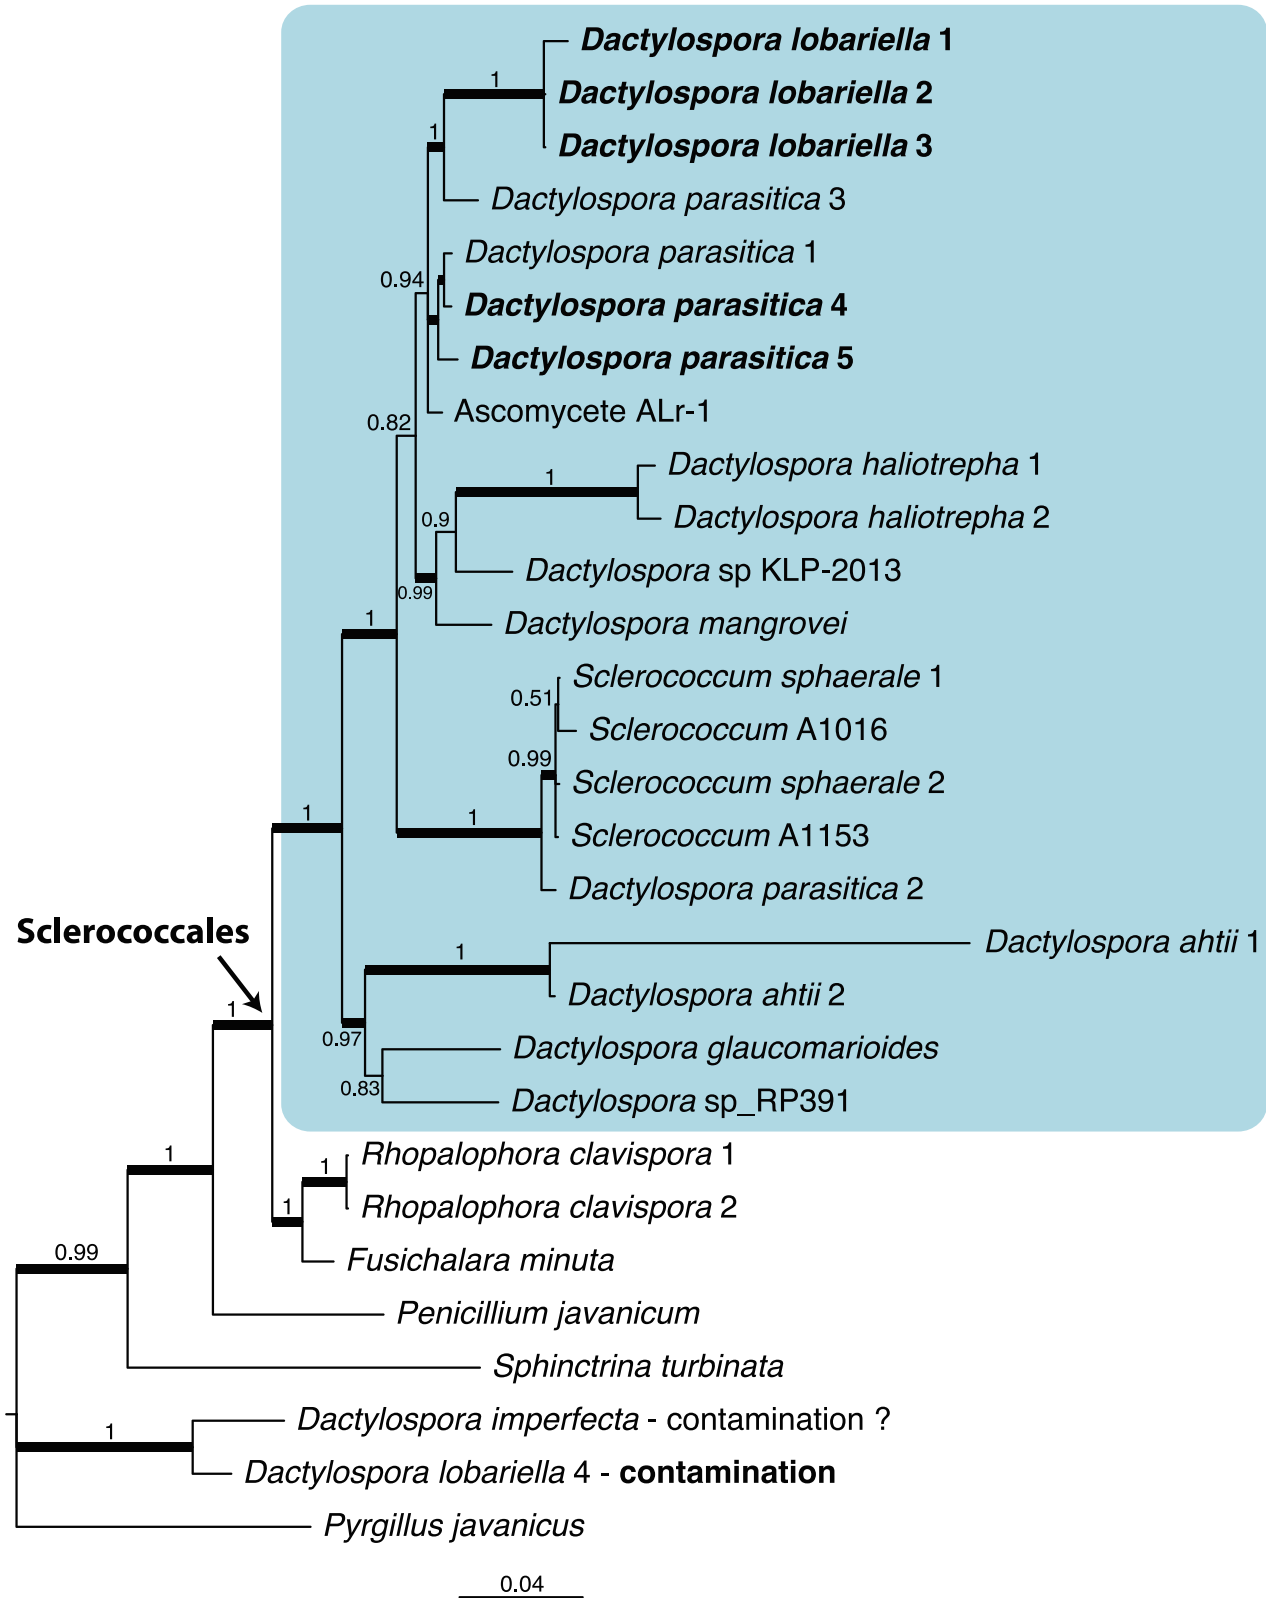 Dactylospora lobariella 1
1
Dactylospora lobariella 2
1
Dactylospora lobariella 3
Dactylospora parasitica 3
Dactylospora parasitica 1
0.94
Dactylospora parasitica 4
Dactylospora parasitica 5
0.82
Ascomycete ALr-1
Dactylospora haliotrepha 1
1
0.9
Dactylospora haliotrepha 2
Dactylospora sp KLP-2013
0.99
1
Dactylospora mangrovei
Sclerococcum sphaerale 1
0.51
Sclerococcum A1016
0.99
Sclerococcum sphaerale 2
1
1
Sclerococcum A1153
Dactylospora parasitica 2
Sclerococcales
Dactylospora ahtii 1
1
Dactylospora ahtii 2
1
0.97
Dactylospora glaucomarioides
0.83
Dactylospora sp_RP391
1
Rhopalophora clavispora 1
1
1
Rhopalophora clavispora 2
0.99
Fusichalara minuta
Penicillium javanicum
Sphinctrina turbinata
Dactylospora imperfecta - contamination ?
1
Dactylospora lobariella 4 - contamination
Pyrgillus javanicus
0.04